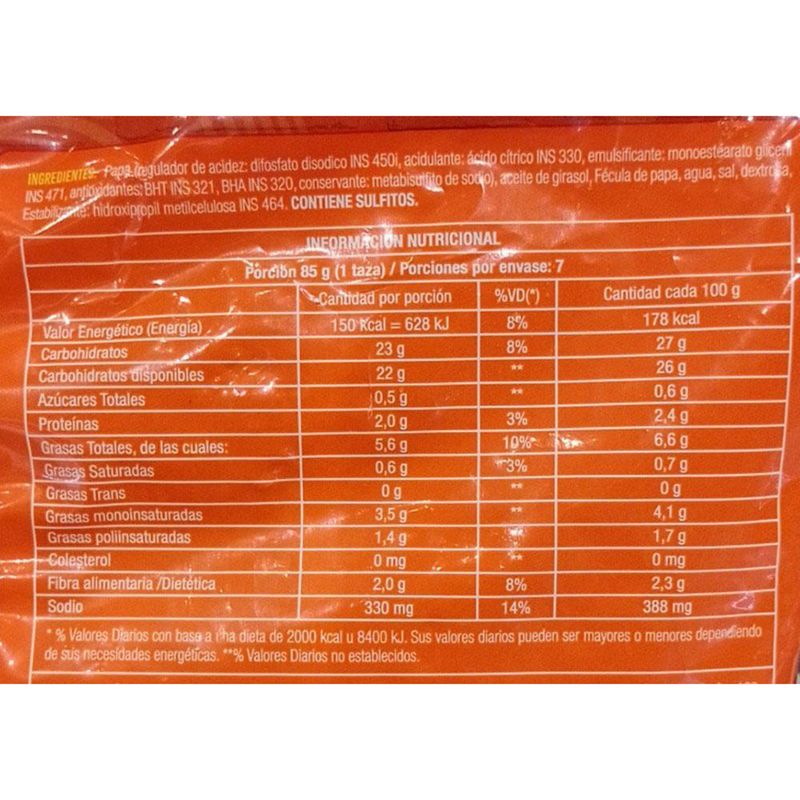 INGREDIENTES: Papa (regulador de acidez: difosfato disodico INS 450i, acidulante: ácido cítrico INS 330, emulsificante: monoestearato
INS 471, antioxidantes: BHT INS 321, BHA INS 320, conservante: metabisulfito de sodio), aceite de girasol, Fécula de papa, agua, sal, dextrosa,
Estabilizante: hidroxipropil metilcelulosa INS 464. CONTIENE SULFITOS.
INFORMACIÓN NUTRICIONAL
Porción 85 g (1 taza) / Porciones por envase: 7
Cantidad por porción %VD(*) Cantidad cada 100 g
Valor Energético (Energía) 150 Kcal = 628 kJ 8% 178 kcal
Carbohidratos 23 g 8% 27 g
Carbohidratos disponibles 22 g ** 26 g
Azúcares Totales 0,5 g ** 0,6 g
Proteínas 2,0 g 3% 2,4 g
Grasas Totales, de las cuales: 5,6 g 10% 6,6 g
Grasas Saturadas 0,6 g 3% 0,7 g
Grasas Trans 0 g ** 0 g
Grasas monoinsaturadas 3,5 g ** 4,1 g
Grasas poliinsaturadas 1,4 g ** 1,7 g
Colesterol 0 mg ** 0 mg
Fibra alimentaria /Dietética 2,0 g 8% 2,3 g
Sodio 330 mg 14% 388 mg
* % Valores Diarios con base a una dieta de 2000 kcal u 8400 kJ. Sus valores diarios pueden ser mayores o menores dependiendo
de sus necesidades energéticas. **% Valores Diarios no establecidos.